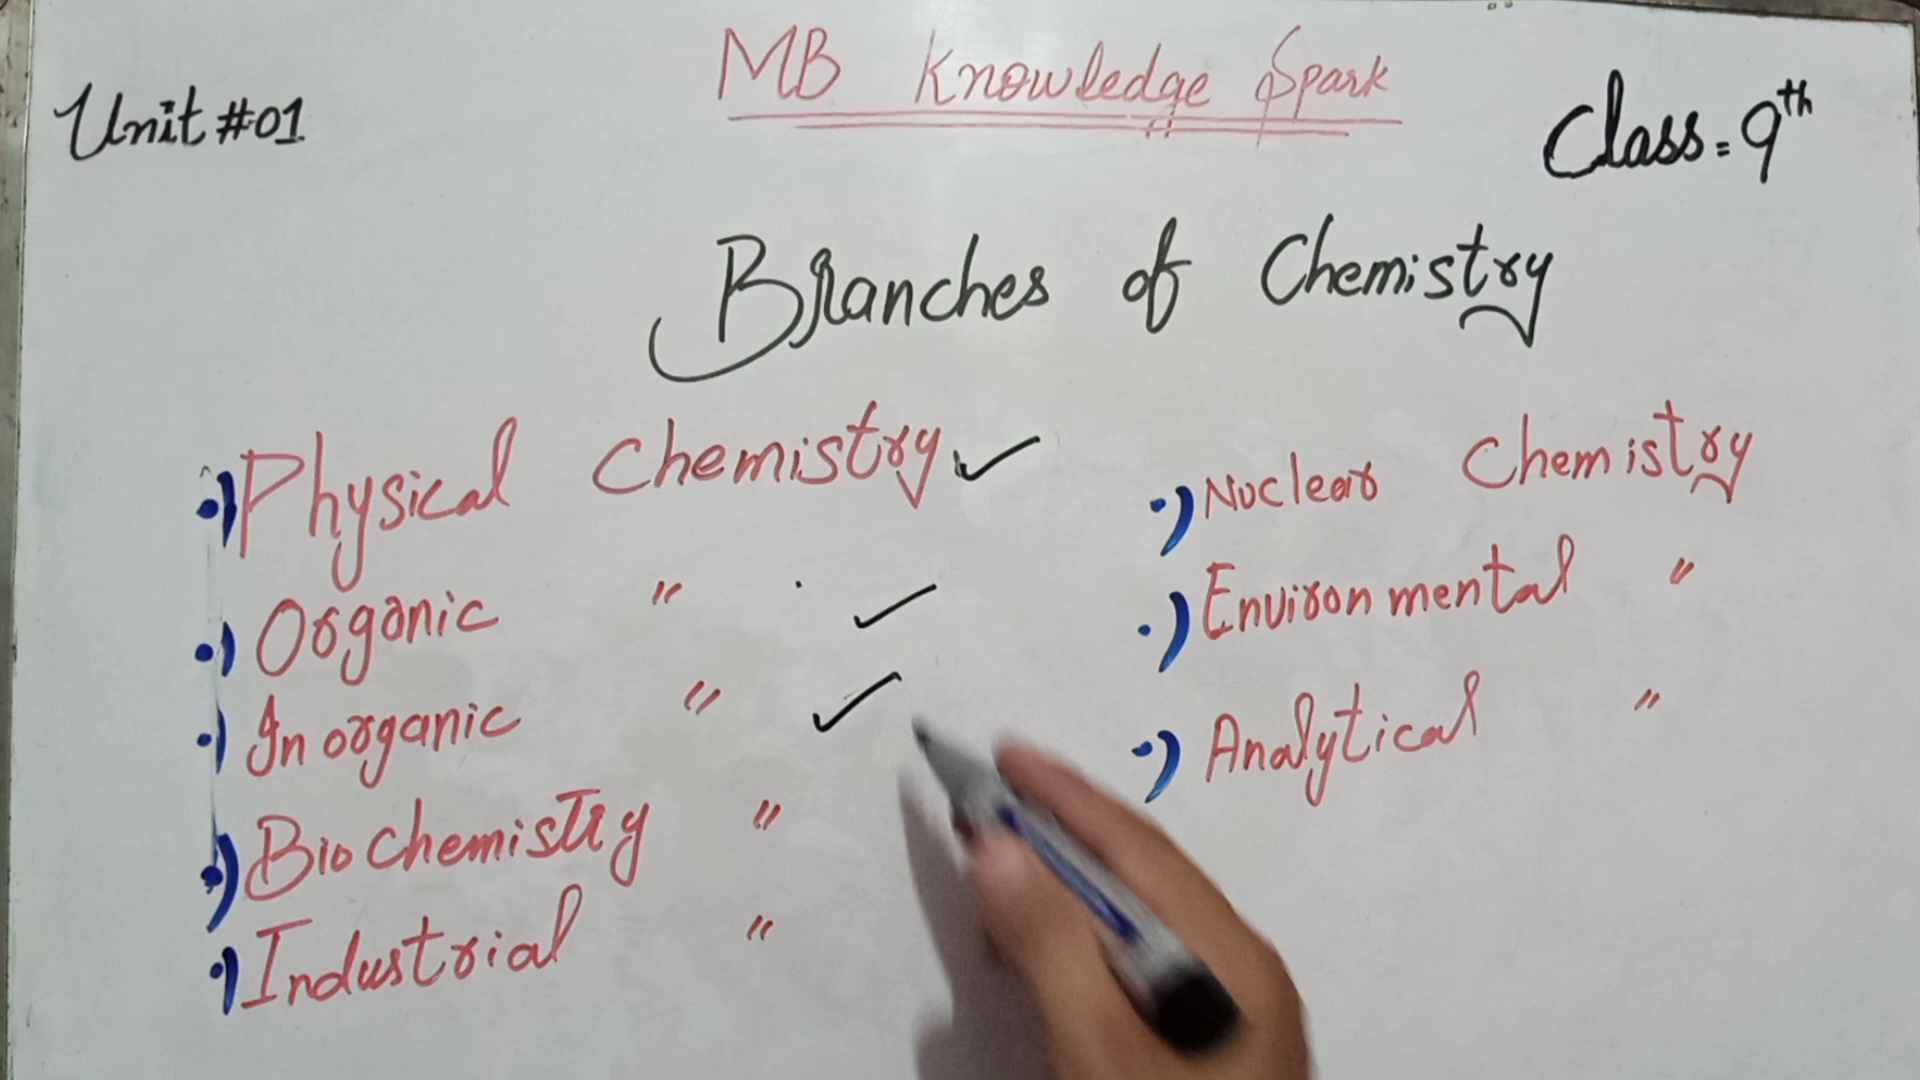 MB Knowledge Spark
Unit #01
Class = 9th
Branches of Chemistry
•) Physical Chemistry ✓
•) Organic " ✓
•) Inorganic " ✓
•) Biochemistry "
•) Industrial "
•) Nuclear Chemistry
•) Environmental "
•) Analytical "